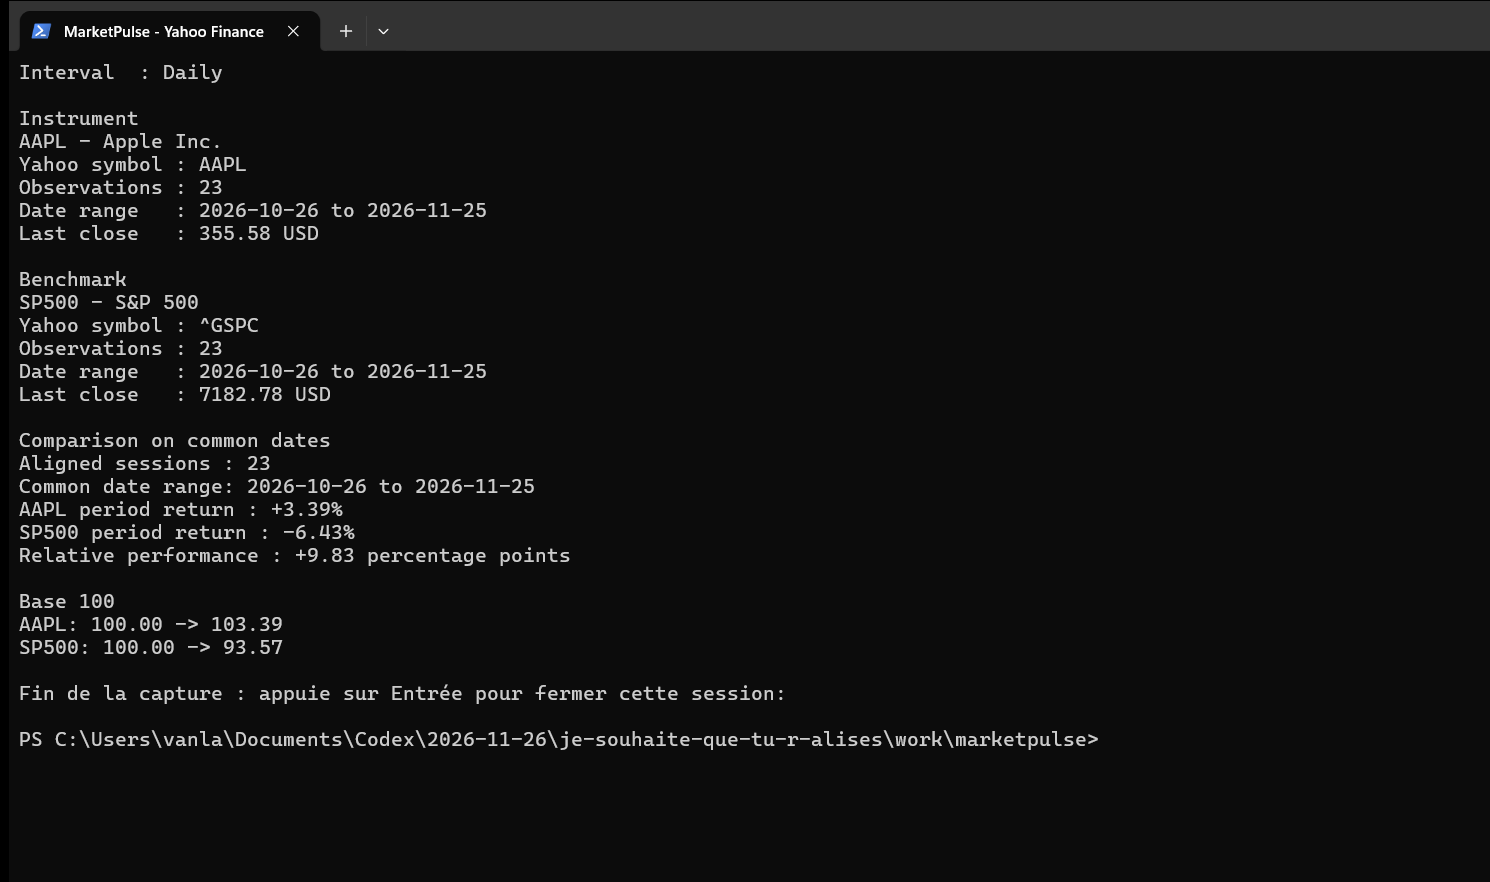 MarketPulse - Yahoo Finance
Interval  : Daily
Instrument
AAPL - Apple Inc.
Yahoo symbol : AAPL
Observations : 23
Date range   : 2026-10-26 to 2026-11-25
Last close   : 355.58 USD
Benchmark
SP500 - S&P 500
Yahoo symbol : ^GSPC
Observations : 23
Date range   : 2026-10-26 to 2026-11-25
Last close   : 7182.78 USD
Comparison on common dates
Aligned sessions : 23
Common date range: 2026-10-26 to 2026-11-25
AAPL period return : +3.39%
SP500 period return : -6.43%
Relative performance : +9.83 percentage points
Base 100
AAPL: 100.00 -> 103.39
SP500: 100.00 -> 93.57
Fin de la capture : appuie sur Entrée pour fermer cette session:
PS C:\Users\vanla\Documents\Codex\2026-11-26\je-souhaite-que-tu-r-alises\work\marketpulse>